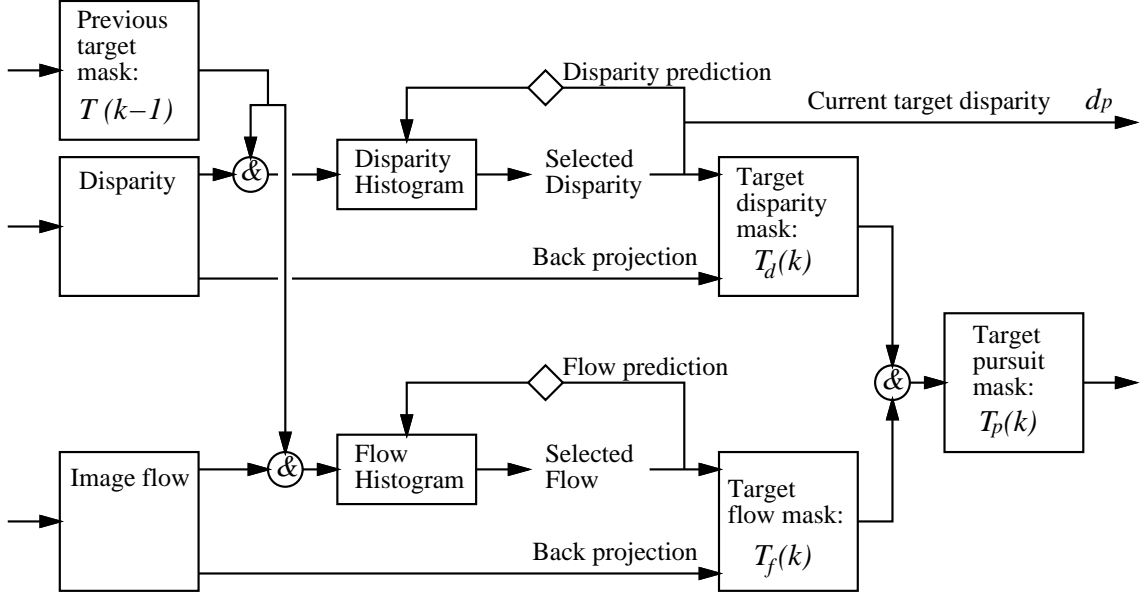 Previous
target
mask:
T (k−1)
Disparity prediction
Current target disparity d_p
Disparity
&
Disparity
Histogram
Selected
Disparity
Target
disparity
mask:
T_d(k)
Back projection
Target
pursuit
mask:
T_p(k)
Flow prediction
&
Image flow
&
Flow
Histogram
Selected
Flow
Target
flow mask:
T_f(k)
Back projection